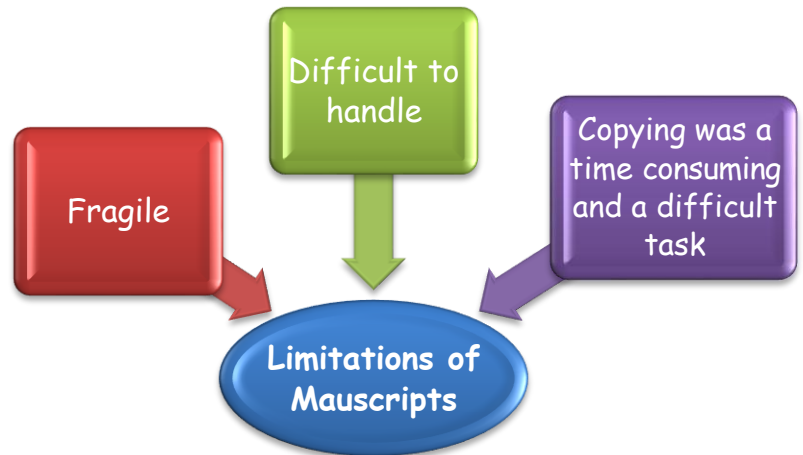 Difficult to
handle
Fragile
Copying was a
time consuming
and a difficult
task
Limitations of
Mauscripts